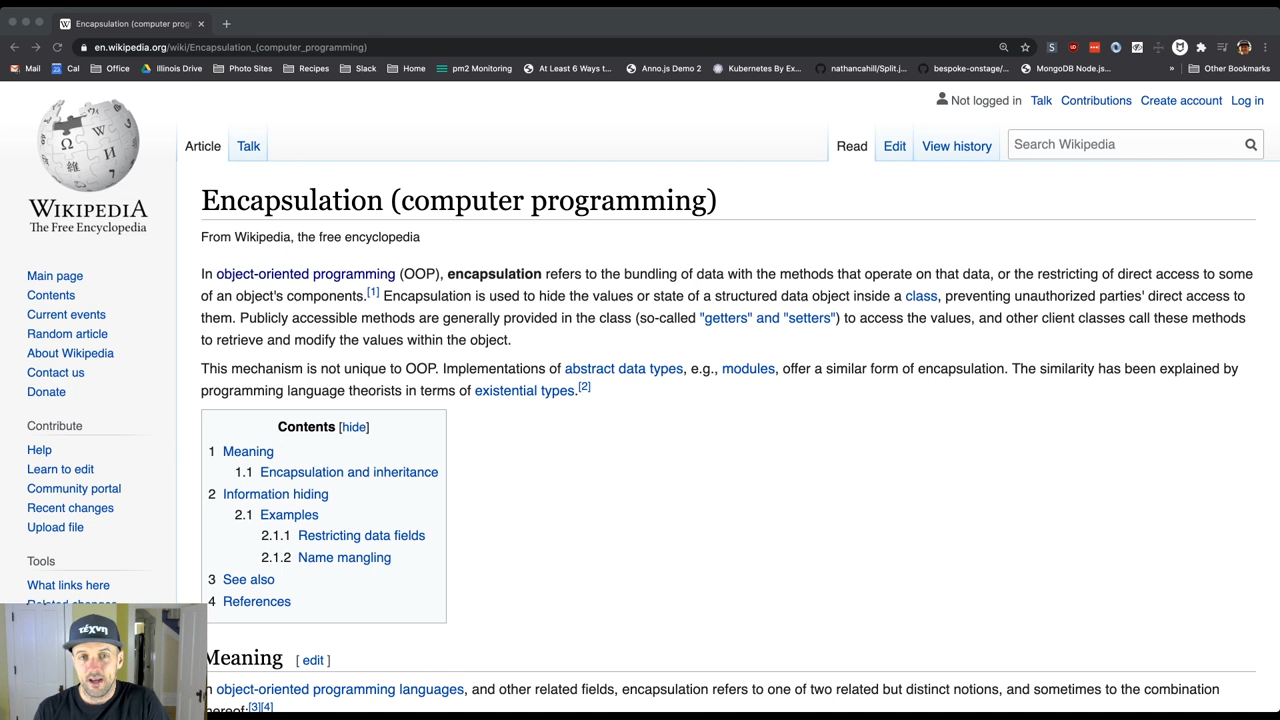 Encapsulation (computer prog
en.wikipedia.org/wiki/Encapsulation_(computer_programming)
Mail Cal Office Illinois Drive Photo Sites Recipes Slack Home pm2 Monitoring At Least 6 Ways t... Anno.js Demo 2 Kubernetes By Ex... nathancahill/Split.j... bespoke-onstage/... MongoDB Node.js... » Other Bookmarks
Not logged in Talk Contributions Create account Log in
Article Talk Read Edit View history Search Wikipedia
WIKIPEDIA
The Free Encyclopedia
Main page
Contents
Current events
Random article
About Wikipedia
Contact us
Donate
Contribute
Help
Learn to edit
Community portal
Recent changes
Upload file
Tools
What links here
Related changes
Encapsulation (computer programming)
From Wikipedia, the free encyclopedia
In object-oriented programming (OOP), encapsulation refers to the bundling of data with the methods that operate on that data, or the restricting of direct access to some
of an object's components.[1] Encapsulation is used to hide the values or state of a structured data object inside a class, preventing unauthorized parties' direct access to
them. Publicly accessible methods are generally provided in the class (so-called "getters" and "setters") to access the values, and other client classes call these methods
to retrieve and modify the values within the object.
This mechanism is not unique to OOP. Implementations of abstract data types, e.g., modules, offer a similar form of encapsulation. The similarity has been explained by
programming language theorists in terms of existential types.[2]
Contents [hide]
1 Meaning
1.1 Encapsulation and inheritance
2 Information hiding
2.1 Examples
2.1.1 Restricting data fields
2.1.2 Name mangling
3 See also
4 References
Meaning [ edit ]
object-oriented programming languages, and other related fields, encapsulation refers to one of two related but distinct notions, and sometimes to the combination
hereof:[3][4]
τέχνη